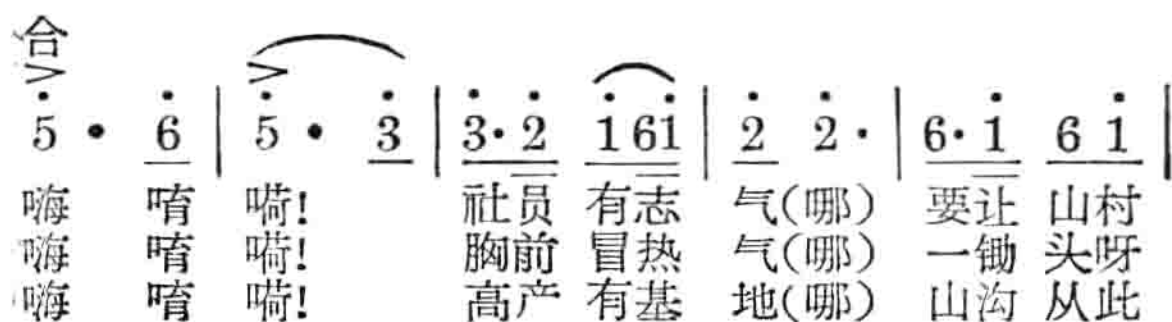 合
5 • 6 | 5 • 3 | 3· 2 1 61 | 2 2· | 6· 1 6 1 |
嗨 唷 嗬! 社员 有志 气(哪) 要让 山村
嗨 唷 嗬! 胸前 冒热 气(哪) 一锄 头呀
嗨 唷 嗬! 高产 有基 地(哪) 山沟 从此